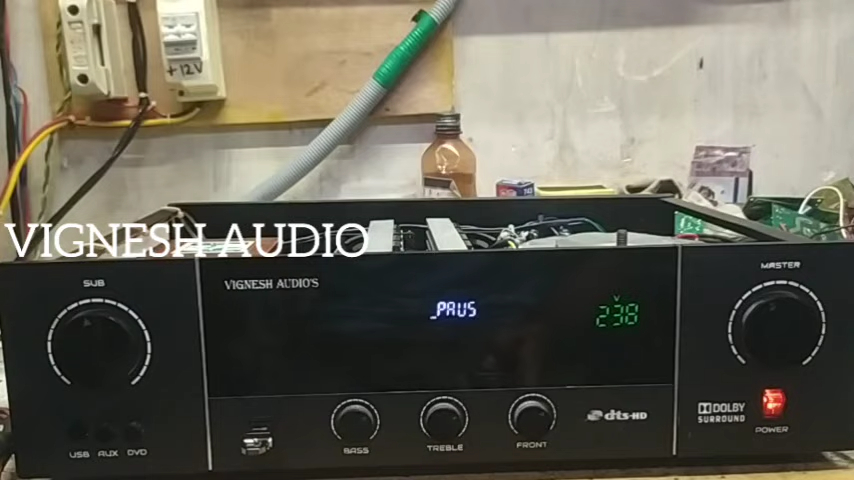 +12V
VIGNESH AUDIO
SUB
VIGNESH AUDIO'S
_PAUS
V
238
MASTER
BASS
TREBLE
FRONT
dts-HD
DOLBY
SURROUND
POWER
USB AUX DVD